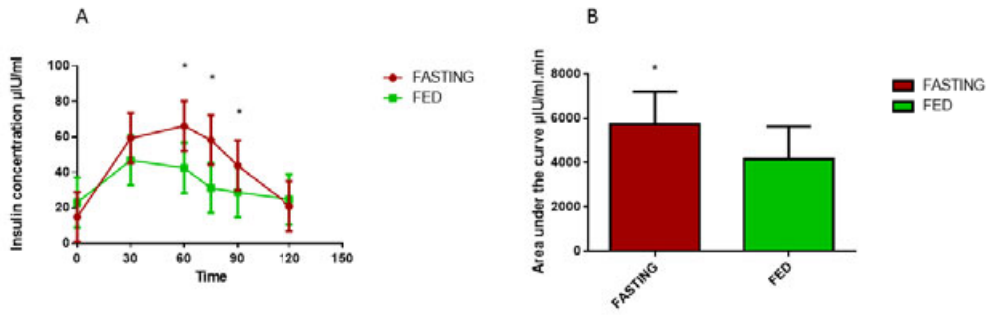 A
Insulin concentration µIU/ml
100
80
60
40
20
0
0 30 60 90 120 150
Time
* * *
FASTING
FED
B
Area under the curve µIU/ml.min
8000
6000
4000
2000
0
*
FASTING FED
FASTING
FED